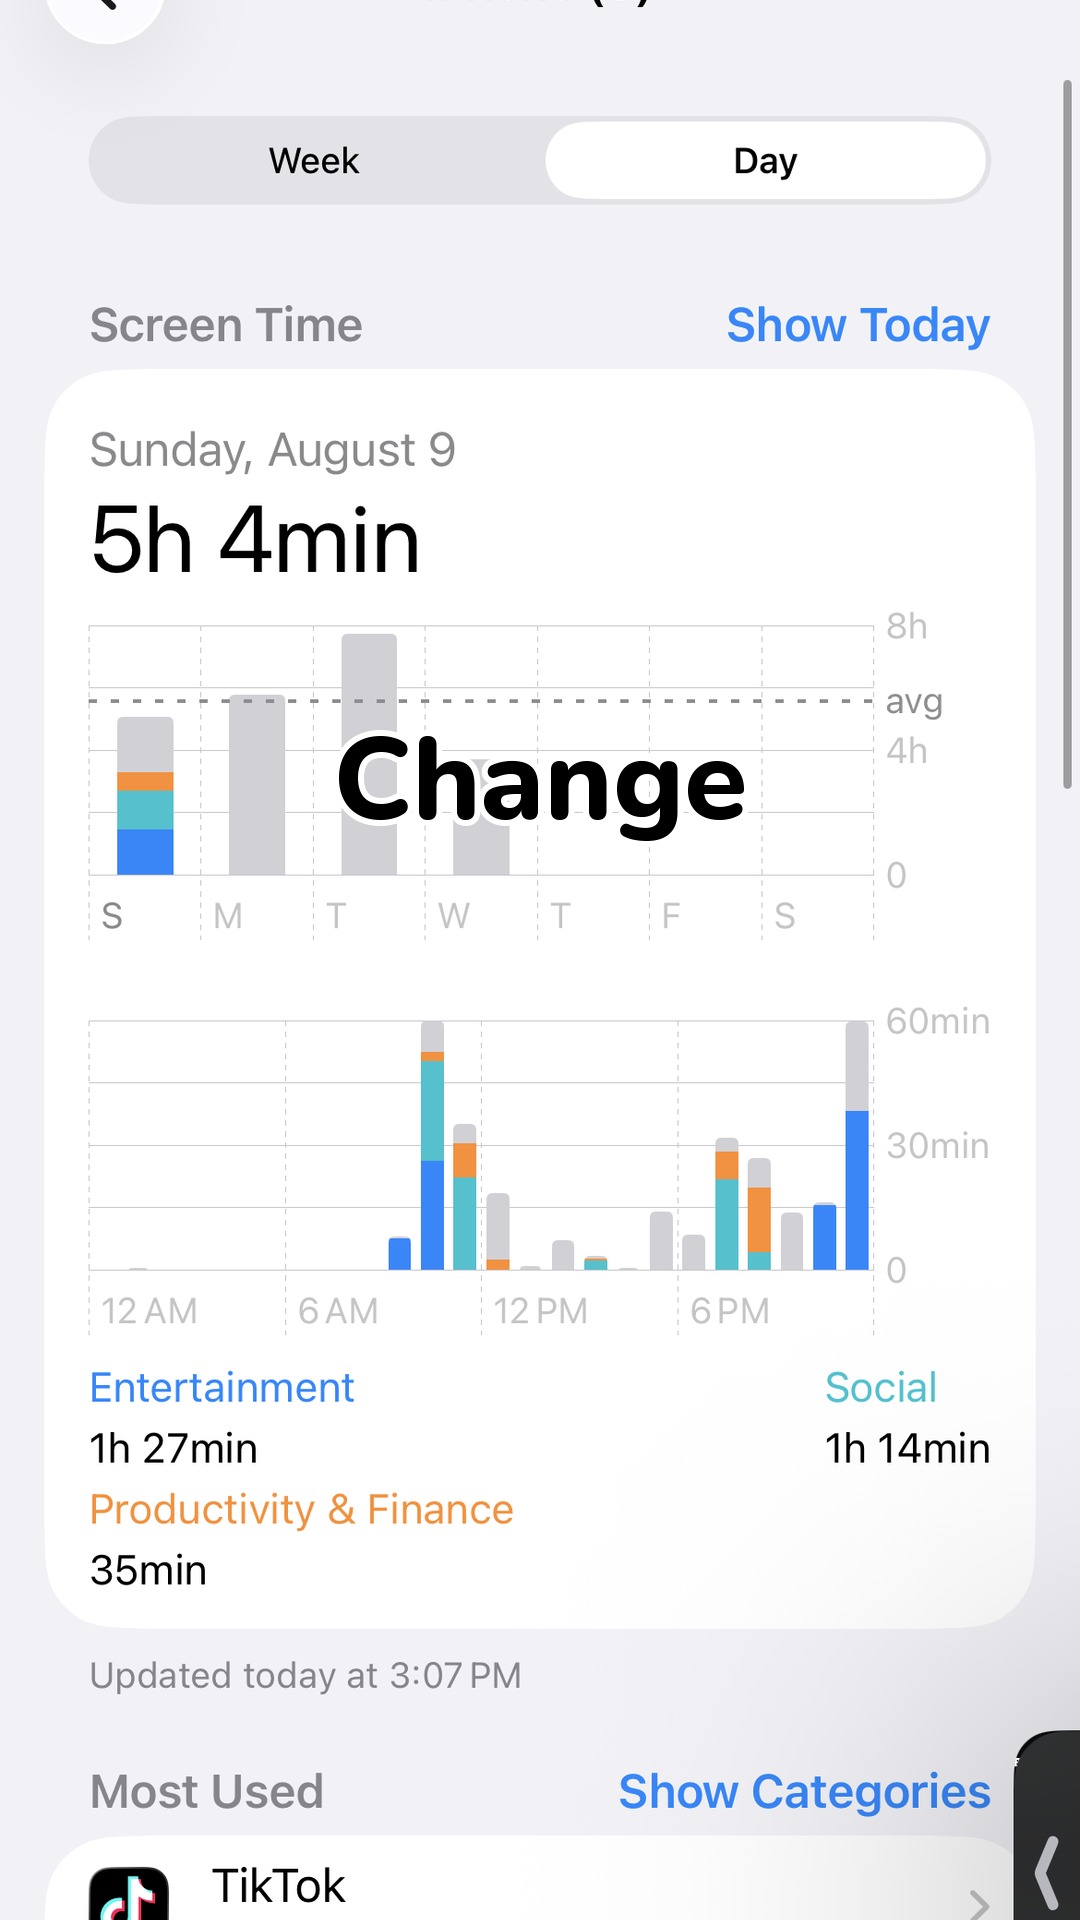 Week Day
Screen Time Show Today
Sunday, August 9
5h 4min
8h
avg
4h
Change
0
S M T W T F S
60min
30min
0
12 AM 6 AM 12 PM 6 PM
Entertainment Social
1h 27min 1h 14min
Productivity & Finance
35min
Updated today at 3:07 PM
Most Used Show Categories
TikTok